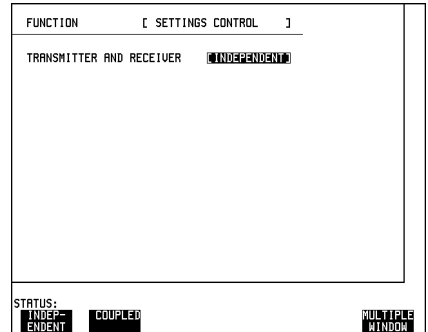 FUNCTION [ SETTINGS CONTROL ]
TRANSMITTER AND RECEIVER [INDEPENDENT]
STATUS:
INDEP-
ENDENT
COUPLED
MULTIPLE
WINDOW